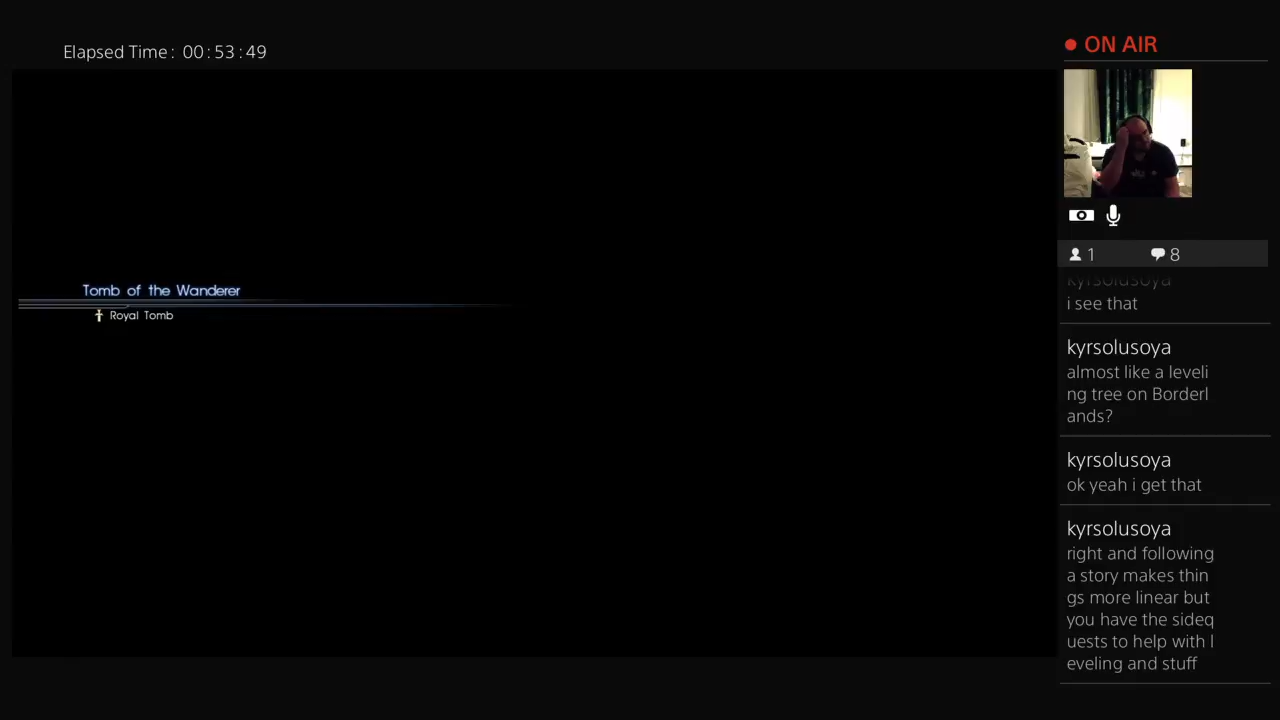 Elapsed Time: 00:53:49
ON AIR
1
8
Tomb of the Wanderer
Royal Tomb
kyrsolusoya
i see that
kyrsolusoya
almost like a leveli
ng tree on Borderl
ands?
kyrsolusoya
ok yeah i get that
kyrsolusoya
right and following
a story makes thin
gs more linear but
you have the sideq
uests to help with l
eveling and stuff